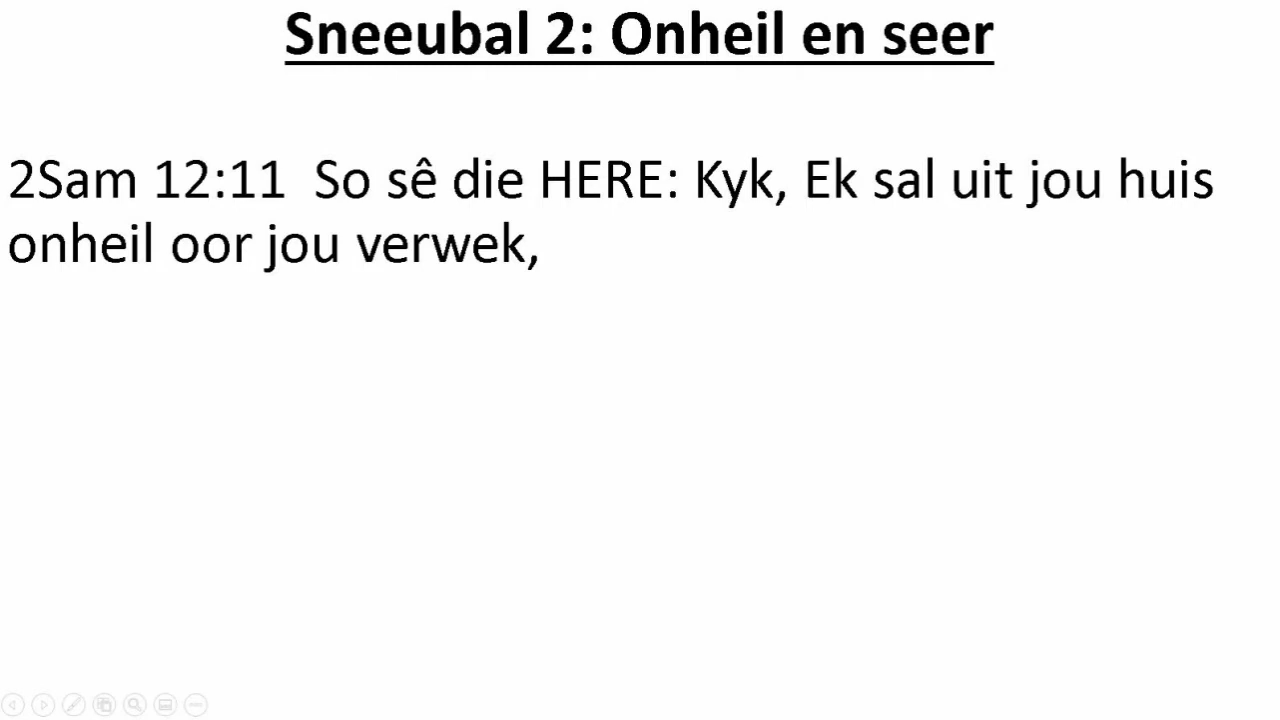 Sneeubal 2: Onheil en seer
2Sam 12:11  So sê die HERE: Kyk, Ek sal uit jou huis
onheil oor jou verwek,